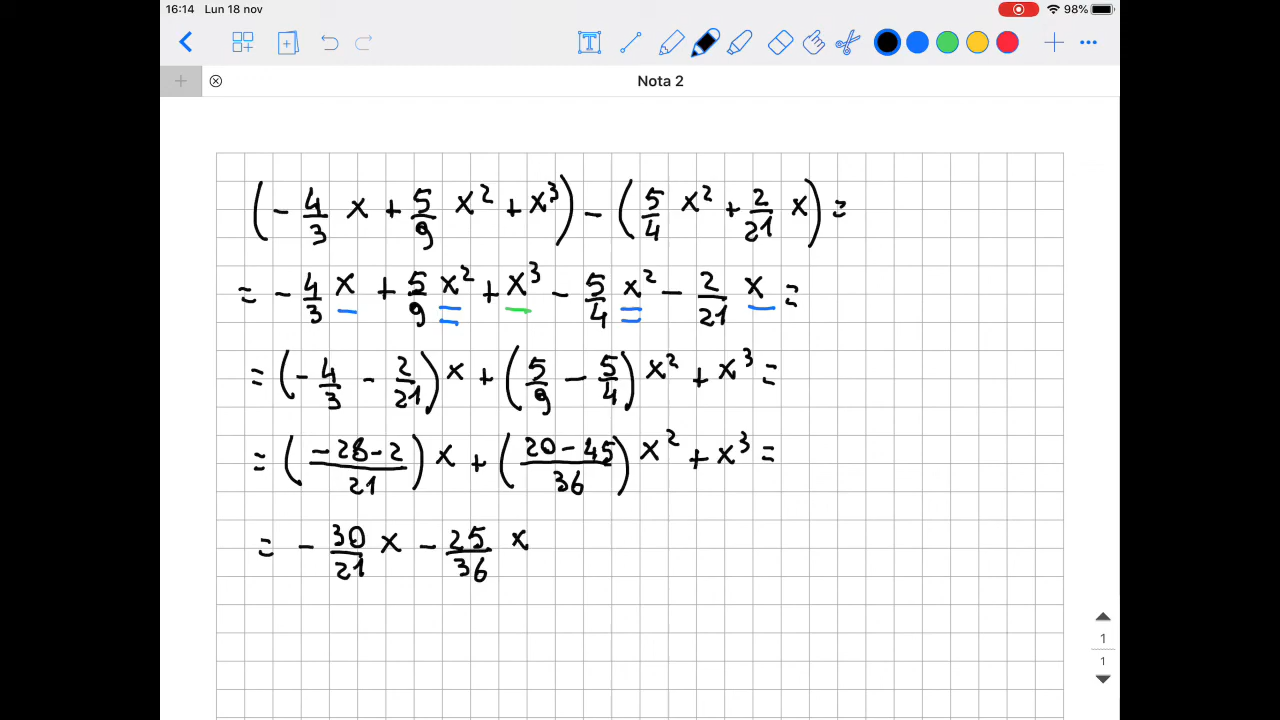 16:14 Lun 18 nov 98%
T
Nota 2
(-4/3 x + 5/9 x² + x³) - (5/4 x² + 2/21 x) =
= -4/3 x + 5/9 x² + x³ - 5/4 x² - 2/21 x =
= (-4/3 - 2/21) x + (5/9 - 5/4) x² + x³ =
= (-28-2/21) x + (20-45/36) x² + x³ =
= - 30/21 x - 25/36 x
1
1